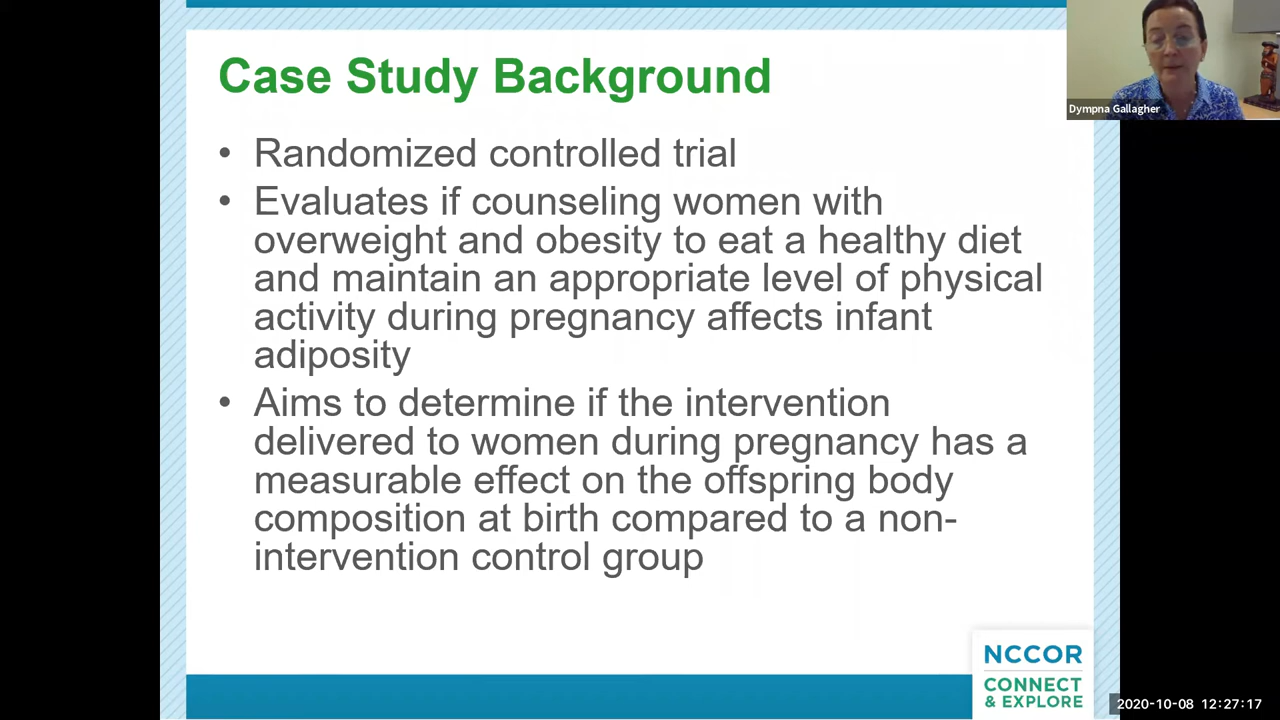 Case Study Background
• Randomized controlled trial
• Evaluates if counseling women with
overweight and obesity to eat a healthy diet
and maintain an appropriate level of physical
activity during pregnancy affects infant
adiposity
• Aims to determine if the intervention
delivered to women during pregnancy has a
measurable effect on the offspring body
composition at birth compared to a non-
intervention control group
Dympna Gallagher
NCCOR
CONNECT
& EXPLORE
2020-10-08 12:27:17